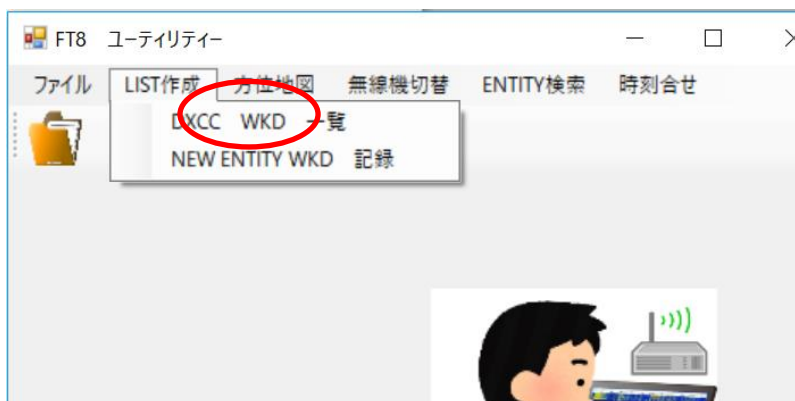 FT8 ユーティリティー
ファイル LIST作成 方位地図 無線機切替 ENTITY検索 時刻合せ
DXCC WKD 一覧
NEW ENTITY WKD 記録